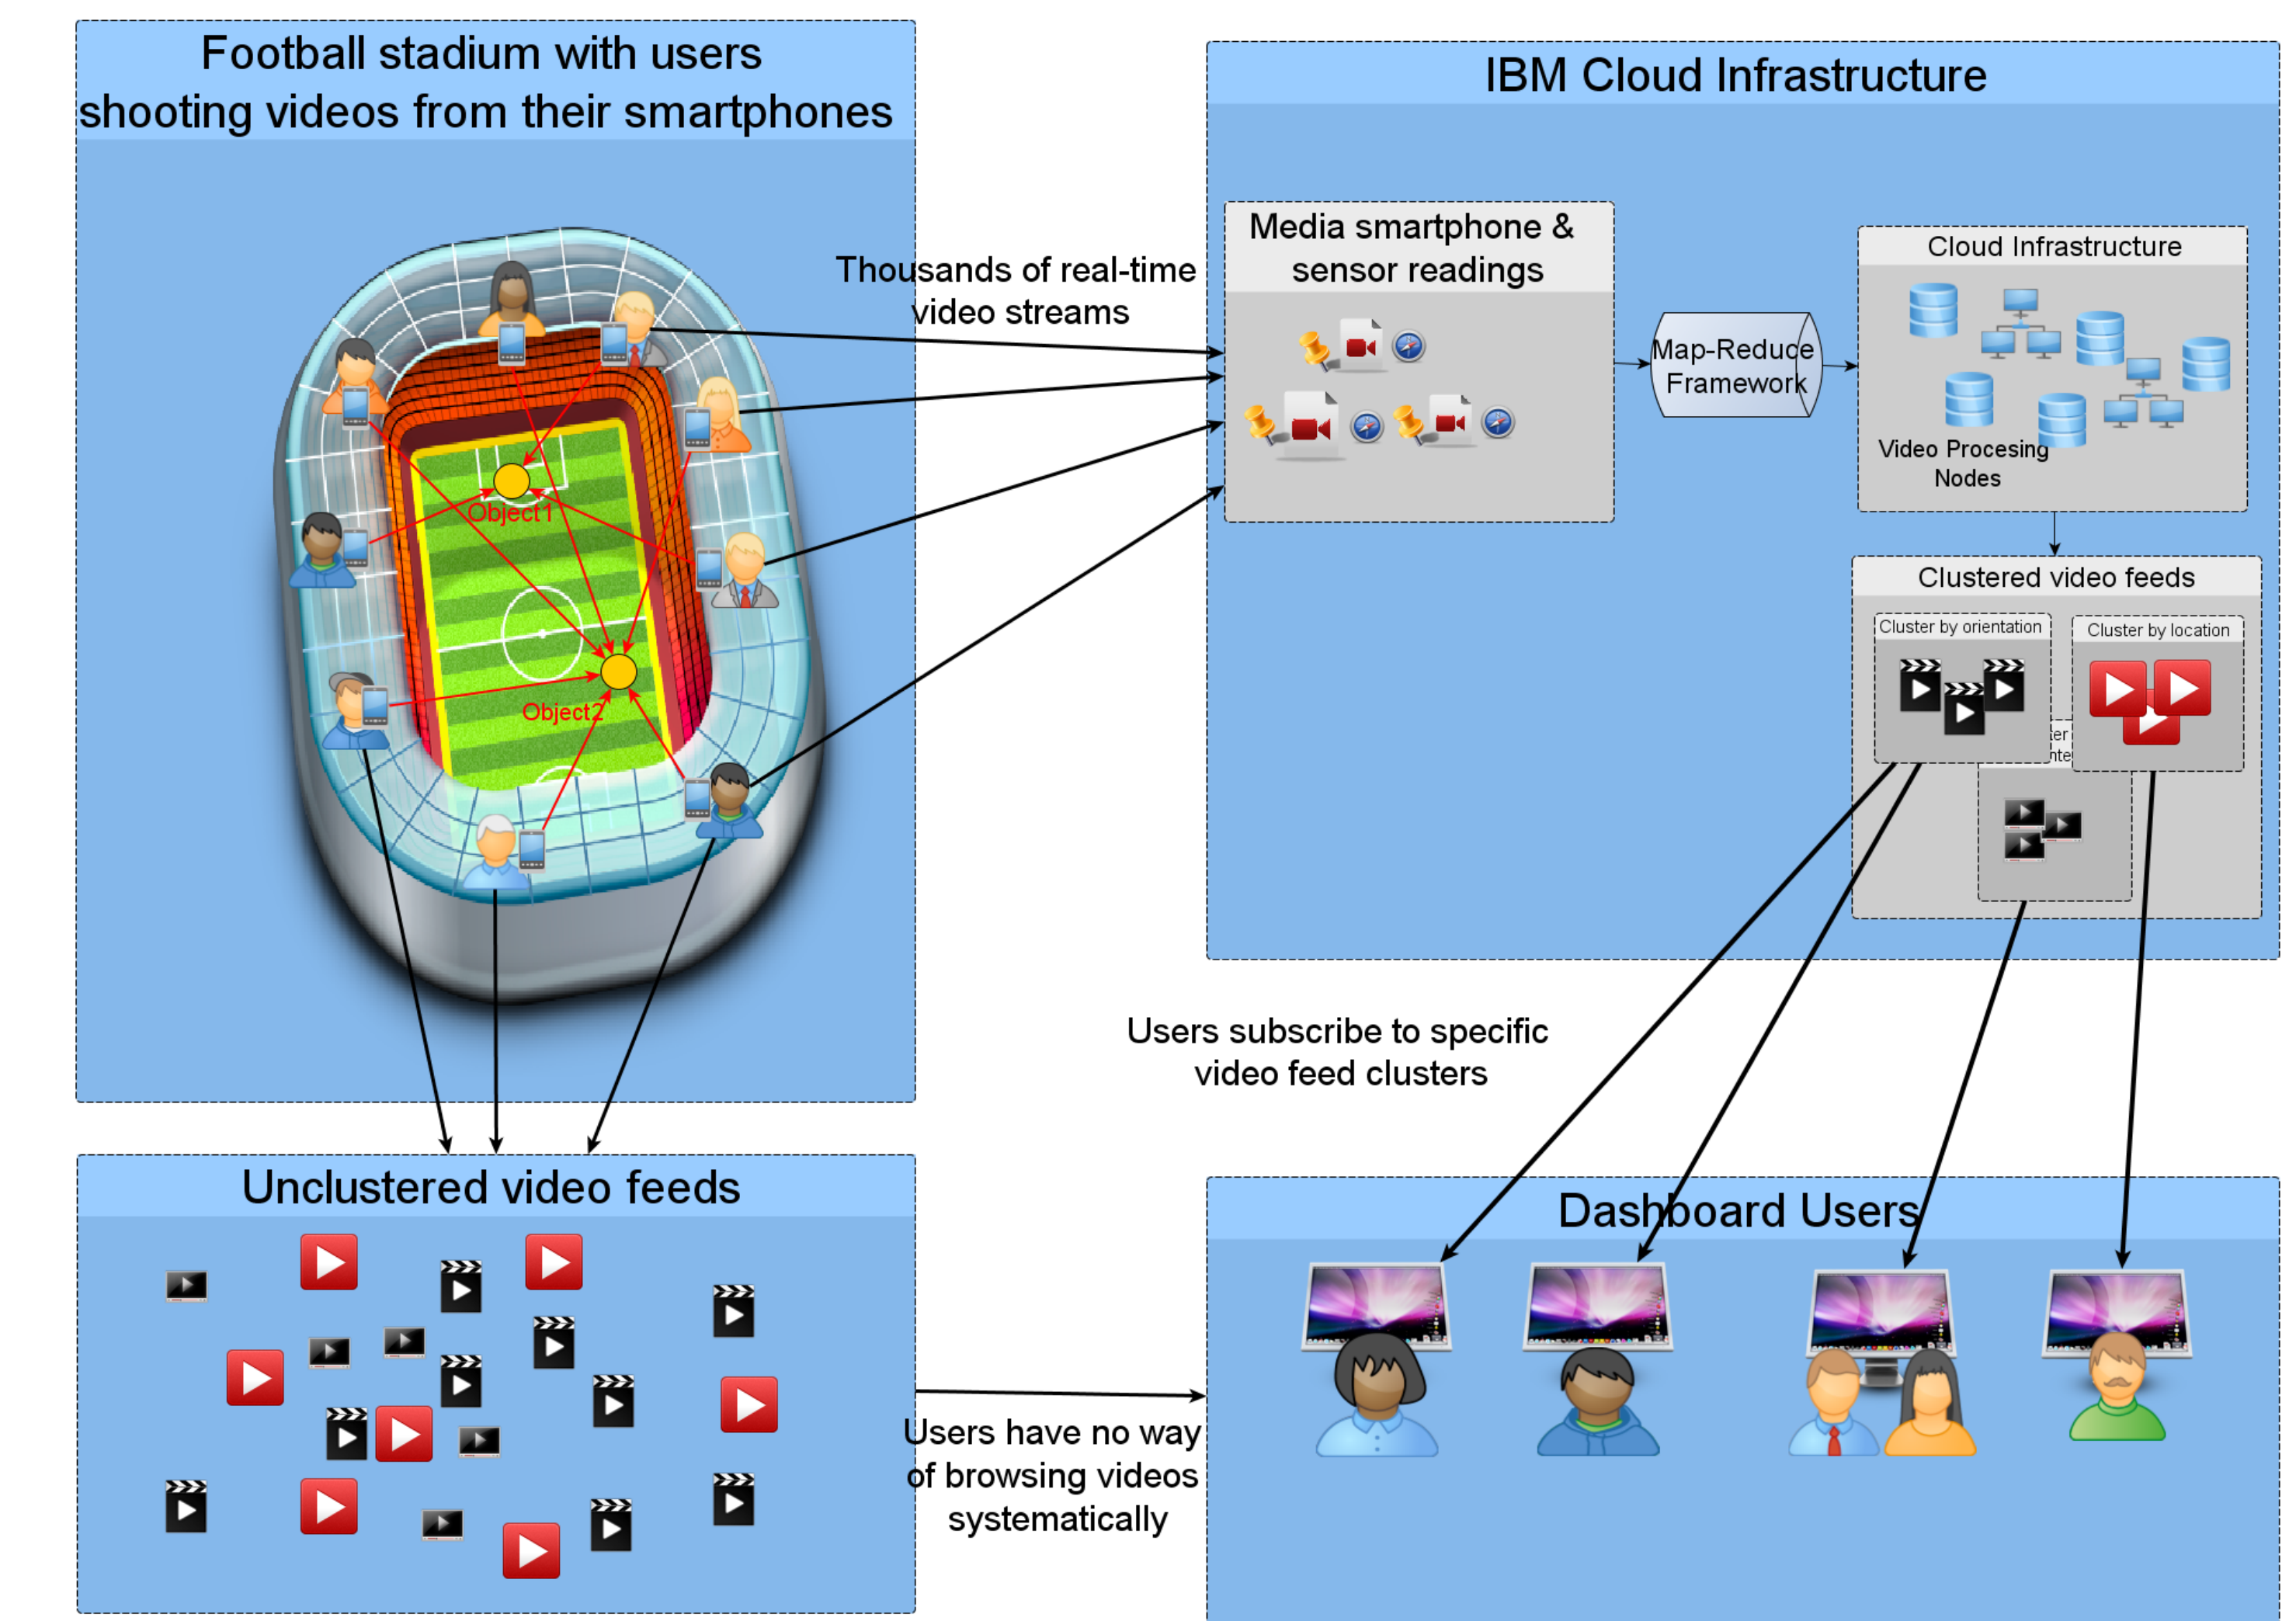 Football stadium with users
shooting videos from their smartphones
Object1
Object2
Thousands of real-time
video streams
IBM Cloud Infrastructure
Media smartphone &
sensor readings
Map-Reduce
Framework
Cloud Infrastructure
Video Procesing
Nodes
Clustered video feeds
Cluster by orientation
Cluster by location
Users subscribe to specific
video feed clusters
Unclustered video feeds
Users have no way
of browsing videos
systematically
Dashboard Users